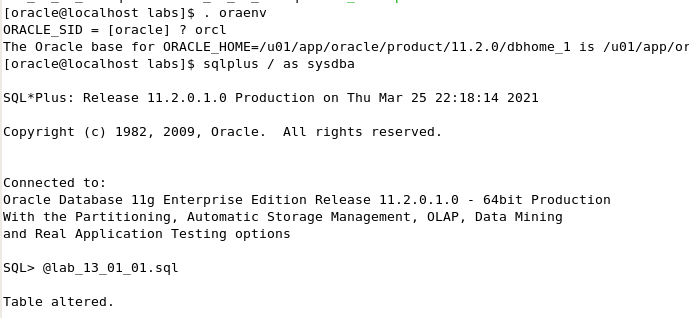 [oracle@localhost labs]$ . oraenv
ORACLE_SID = [oracle] ? orcl
The Oracle base for ORACLE_HOME=/u01/app/oracle/product/11.2.0/dbhome_1 is /u01/app/or
[oracle@localhost labs]$ sqlplus / as sysdba
SQL*Plus: Release 11.2.0.1.0 Production on Thu Mar 25 22:18:14 2021
Copyright (c) 1982, 2009, Oracle.  All rights reserved.
Connected to:
Oracle Database 11g Enterprise Edition Release 11.2.0.1.0 - 64bit Production
With the Partitioning, Automatic Storage Management, OLAP, Data Mining
and Real Application Testing options
SQL> @lab_13_01_01.sql
Table altered.